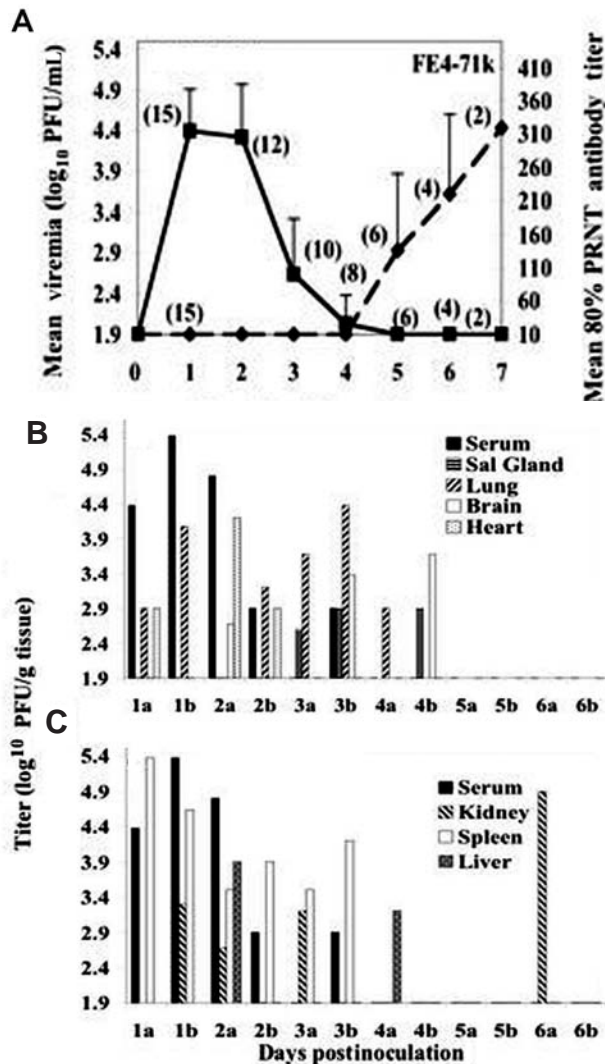 A
FE4-71k
Mean viremia (log10 PFU/mL)
5.4
4.9
4.4
3.9
3.4
2.9
2.4
1.9
(15)
(12)
(10)
(8)
(6)
(4)
(2)
(15)
(6)
(4)
(2)
410
360
310
260
210
160
110
60
10
Mean 80% PRNT antibody titer
0 1 2 3 4 5 6 7
B
5.4
4.9
4.4
3.9
3.4
2.9
2.4
1.9
Serum
Sal Gland
Lung
Brain
Heart
1a 1b 2a 2b 3a 3b 4a 4b 5a 5b 6a 6b
Titer (log10 PFU/g tissue)
C
5.4
4.9
4.4
3.9
3.4
2.9
2.4
1.9
Serum
Kidney
Spleen
Liver
1a 1b 2a 2b 3a 3b 4a 4b 5a 5b 6a 6b
Days postinoculation